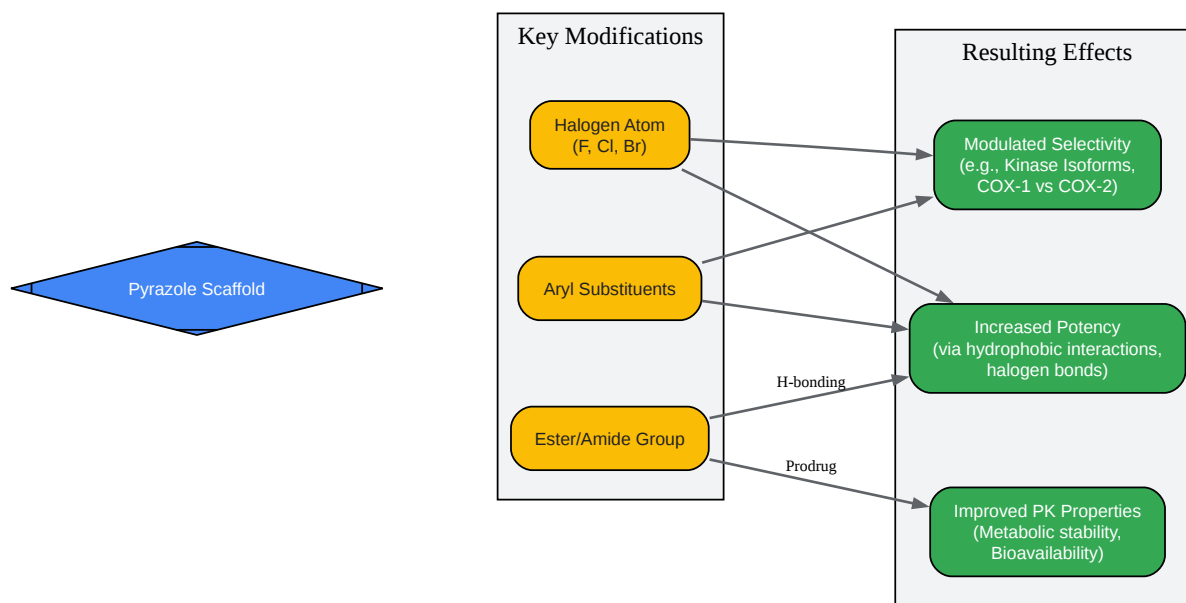 Key Modifications
Resulting Effects
Pyrazole Scaffold
Halogen Atom
(F, Cl, Br)
Aryl Substituents
Ester/Amide Group
H-bonding
Prodrug
Modulated Selectivity
(e.g., Kinase Isoforms,
COX-1 vs COX-2)
Increased Potency
(via hydrophobic interactions,
halogen bonds)
Improved PK Properties
(Metabolic stability,
Bioavailability)